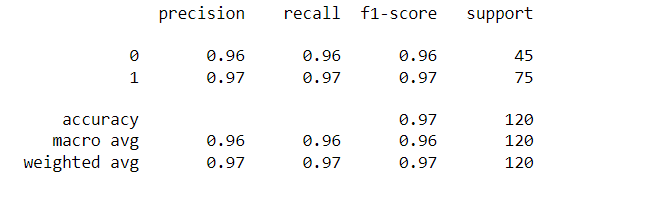 precision recall f1-score support
0 0.96 0.96 0.96 45
1 0.97 0.97 0.97 75
accuracy 0.97 120
macro avg 0.96 0.96 0.96 120
weighted avg 0.97 0.97 0.97 120